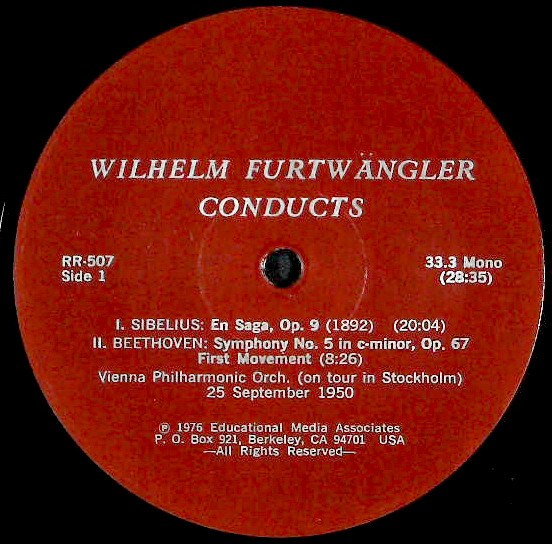 WILHELM FURTWÄNGLER
CONDUCTS
RR-507
Side 1
33.3 Mono
(28:35)
I. SIBELIUS: En Saga, Op. 9 (1892) (20:04)
II. BEETHOVEN: Symphony No. 5 in c-minor, Op. 67
First Movement (8:26)
Vienna Philharmonic Orch. (on tour in Stockholm)
25 September 1950
℗ 1976 Educational Media Associates
P. O. Box 921, Berkeley, CA 94701 USA
—All Rights Reserved—